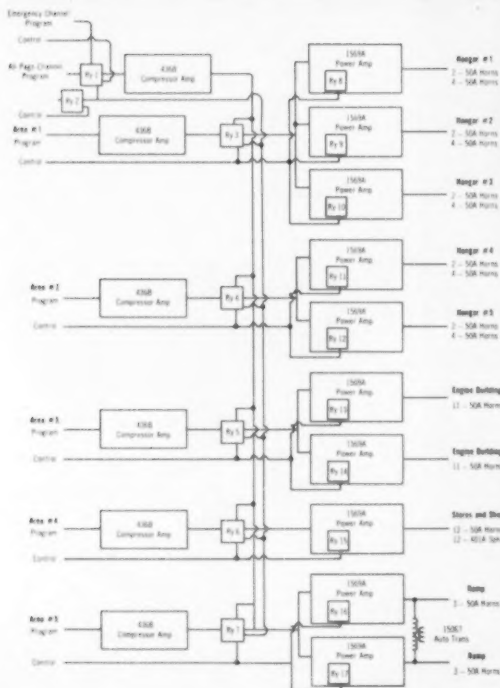 Emergency Channel
Program
Control
All Page Channel
Program
Ry 1
436B
Compressor Amp
Ry 2
Control
Area #1
Program
436B
Compressor Amp
Ry 3
Control
1569A
Power Amp
Ry 8
Hangar #1
2 - 50A Horns
4 - 50A Horns
1569A
Power Amp
Ry 9
Hangar #2
2 - 50A Horns
4 - 50A Horns
1569A
Power Amp
Ry 10
Hangar #3
2 - 50A Horns
4 - 50A Horns
Area #2
Program
436B
Compressor Amp
Ry 4
Control
1569A
Power Amp
Ry 11
Hangar #4
2 - 50A Horns
4 - 50A Horns
1569A
Power Amp
Ry 12
Hangar #5
2 - 50A Horns
4 - 50A Horns
Area #3
Program
436B
Compressor Amp
Ry 5
Control
1569A
Power Amp
Ry 13
Engine Building
11 - 50A Horns
1569A
Power Amp
Ry 14
Engine Building
11 - 50A Horns
Area #4
Program
436B
Compressor Amp
Ry 6
Control
1569A
Power Amp
Ry 15
Stores and Sho
12 - 50A Horns
12 - 401A Spk
Area #5
Program
436B
Compressor Amp
Ry 7
Control
1569A
Power Amp
Ry 16
Ramp
3 - 50A Horns
15067
Auto Trans
1569A
Power Amp
Ry 17
Ramp
3 - 50A Horns